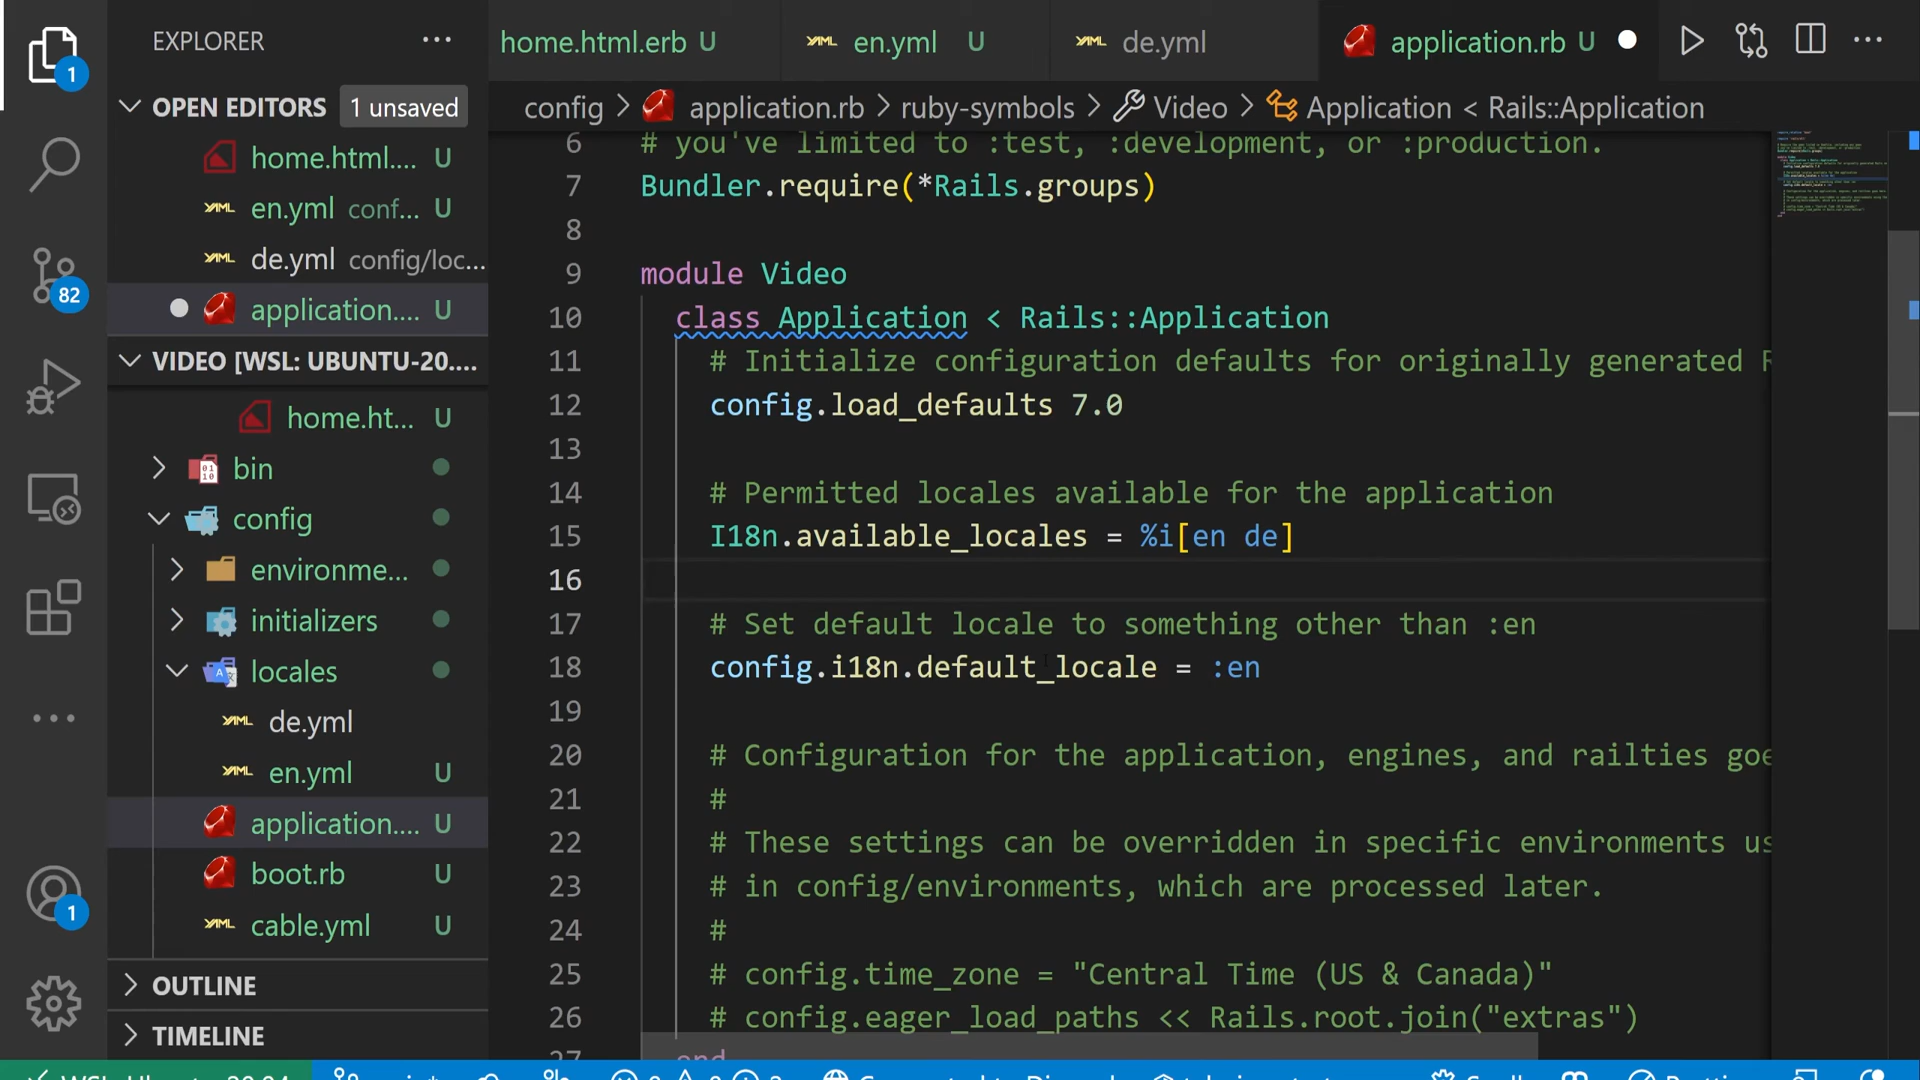 EXPLORER
OPEN EDITORS 1 unsaved
home.html.... U
en.yml conf... U
de.yml config/loc...
application.... U
VIDEO [WSL: UBUNTU-20....
home.ht... U
bin
config
environme...
initializers
locales
de.yml
en.yml U
application.... U
boot.rb U
cable.yml U
OUTLINE
TIMELINE
1
82
1
home.html.erb U
en.yml U
de.yml
application.rb U
config > application.rb > ruby-symbols > Video > Application < Rails::Application
6 # you've limited to :test, :development, or :production.
7 Bundler.require(*Rails.groups)
8
9 module Video
10 class Application < Rails::Application
11 # Initialize configuration defaults for originally generated R
12 config.load_defaults 7.0
13
14 # Permitted locales available for the application
15 I18n.available_locales = %i[en de]
16
17 # Set default locale to something other than :en
18 config.i18n.default_locale = :en
19
20 # Configuration for the application, engines, and railties goe
21 #
22 # These settings can be overridden in specific environments us
23 # in config/environments, which are processed later.
24 #
25 # config.time_zone = "Central Time (US & Canada)"
26 # config.eager_load_paths << Rails.root.join("extras")
27 end